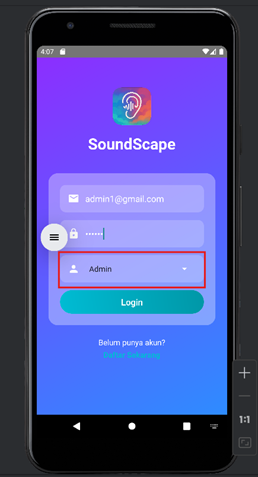 4:07
SoundScape
admin1@gmail.com
••••••
Admin
Login
Belum punya akun?
Daftar Sekarang
1:1